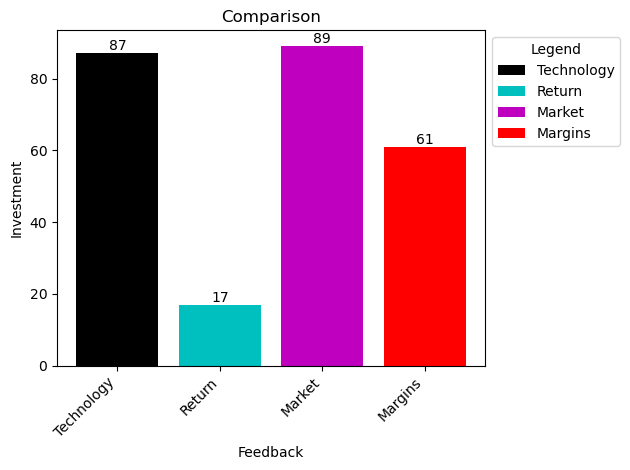 Comparison
Investment
80
60
40
20
0
87
17
89
61
Technology
Return
Market
Margins
Feedback
Legend
Technology
Return
Market
Margins